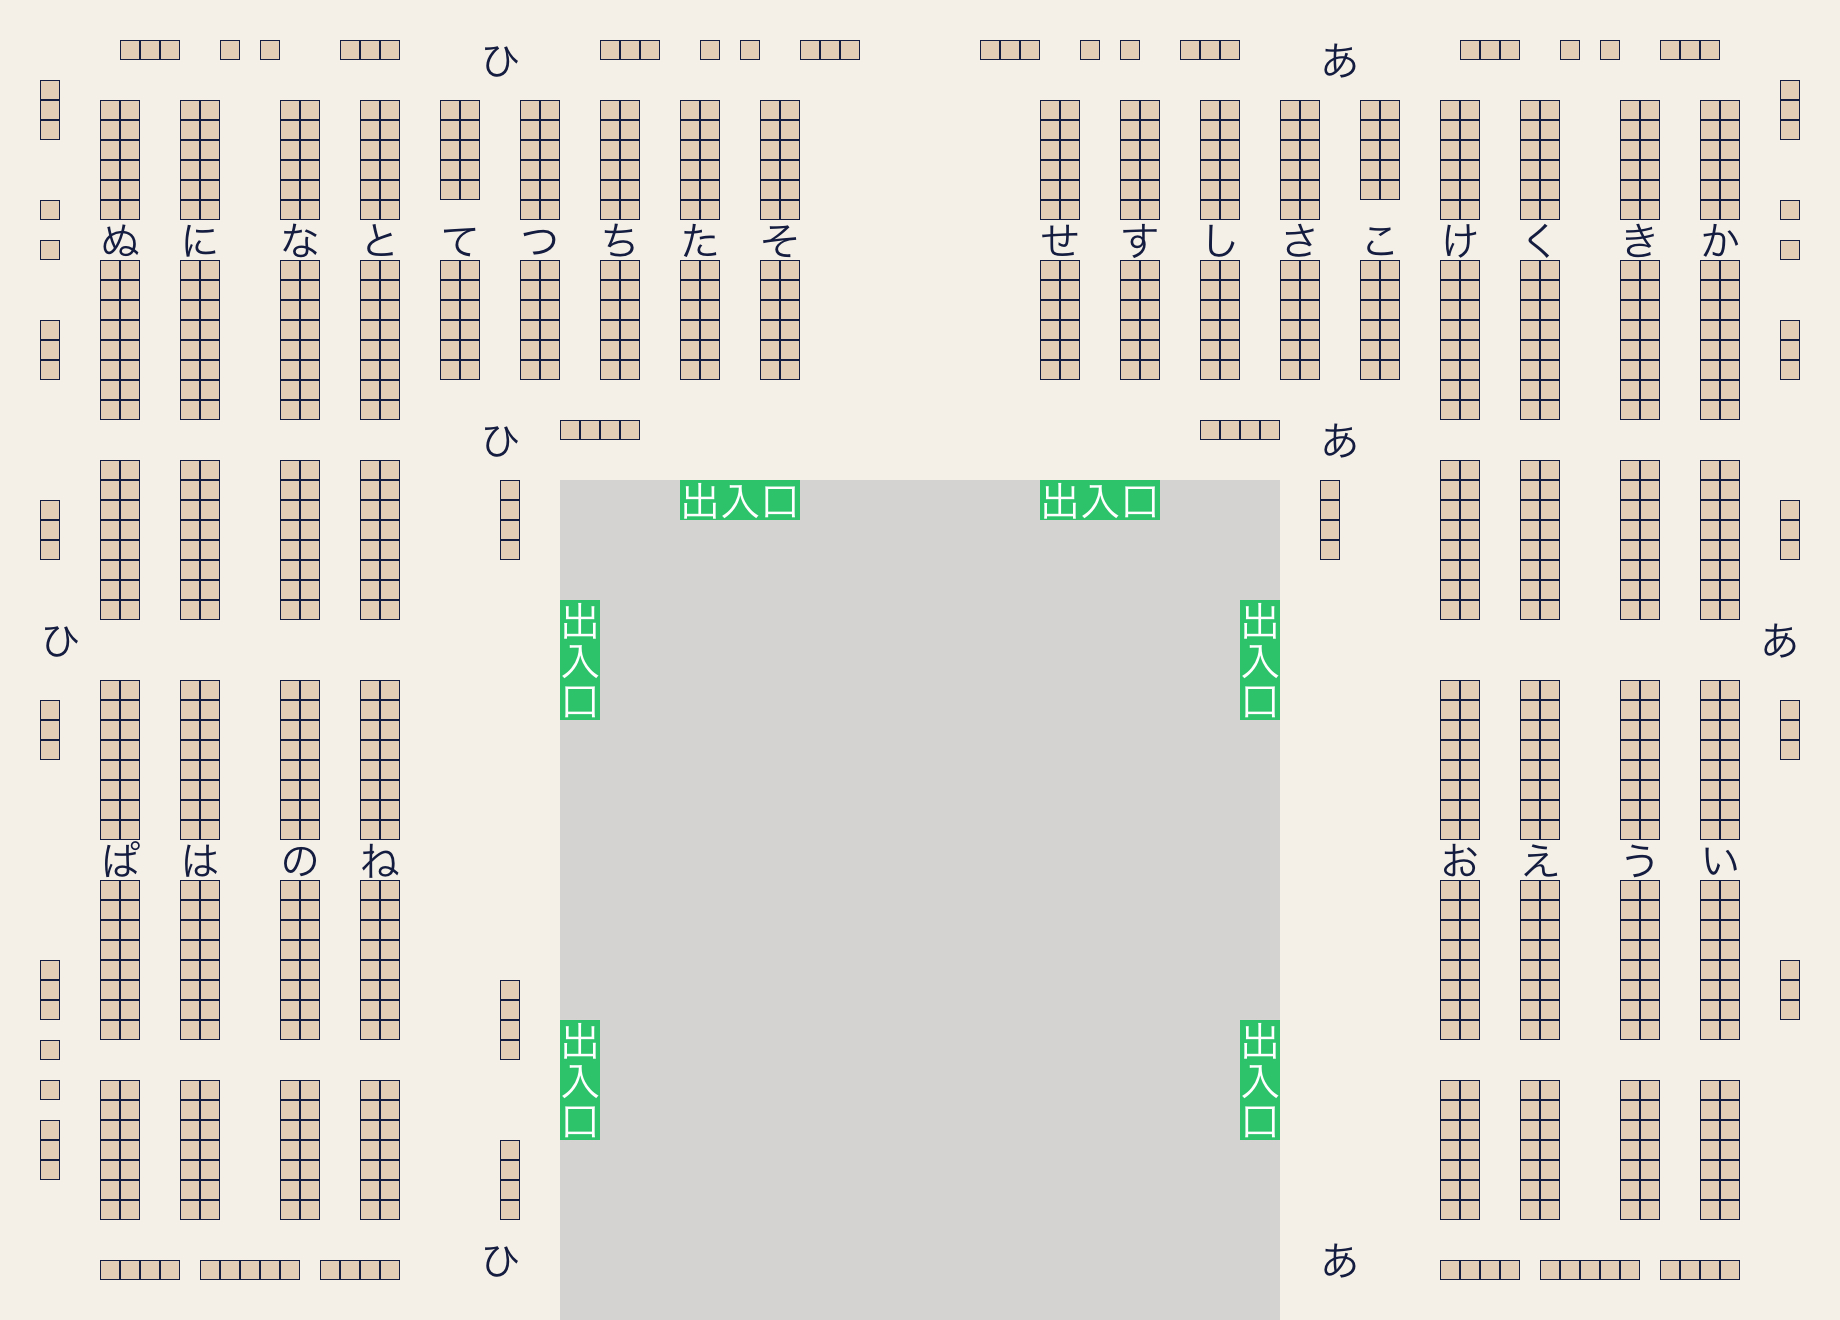 ひ あ
ぬ に な と て つ ち た そ せ す し さ こ け く き か
ひ あ
出入口 出入口
出入口 出入口
ひ あ
ぱ は の ね お え う い
出入口 出入口
ひ あ